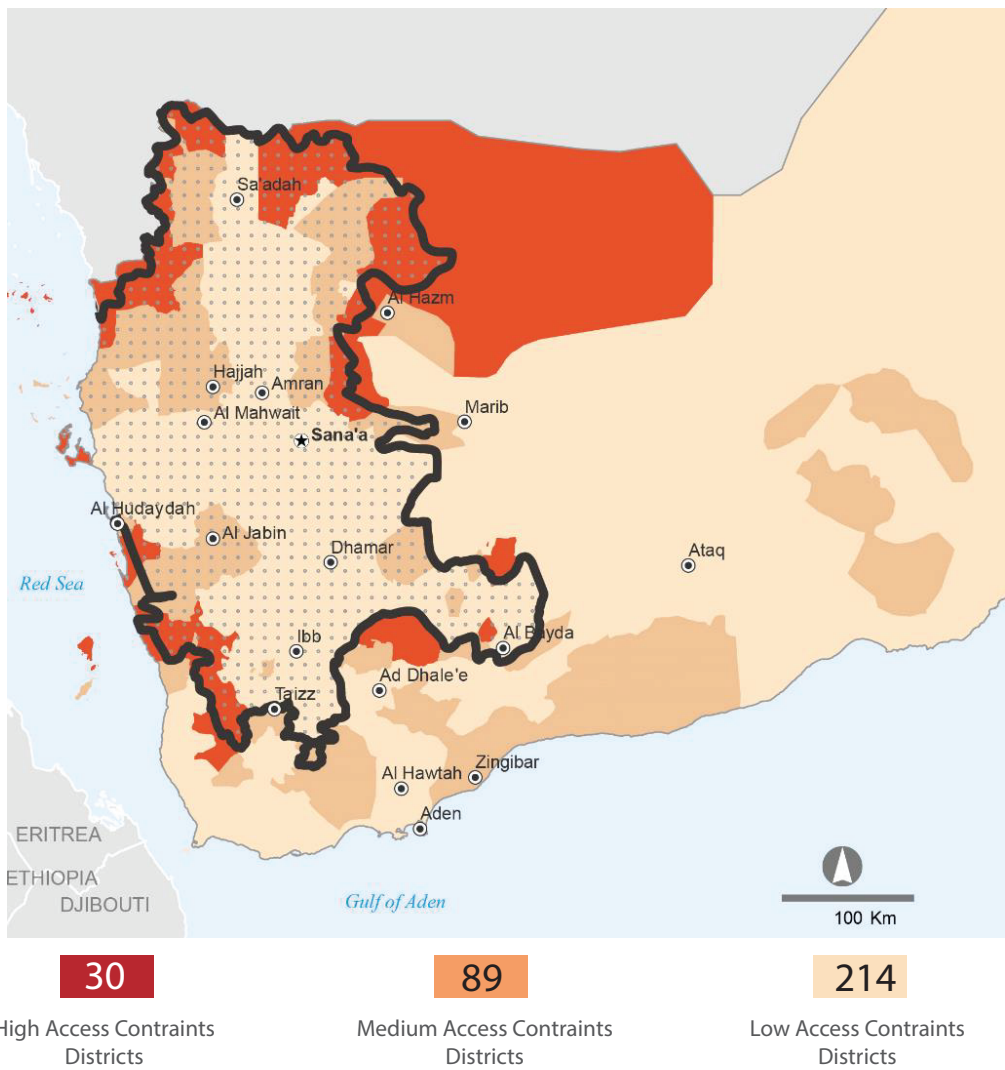 Sa'adah
Al Hazm
Hajjah
Amran
Al Mahwait
Marib
Sana'a
Al Hudaydah
Al Jabin
Dhamar
Ataq
Red Sea
Ibb
Al Bayda
Ad Dhale'e
Taizz
Al Hawtah
Zingibar
Aden
ERITREA
ETHIOPIA
DJIBOUTI
Gulf of Aden
100 Km
30
89
214
High Access Contraints
Districts
Medium Access Contraints
Districts
Low Access Contraints
Districts